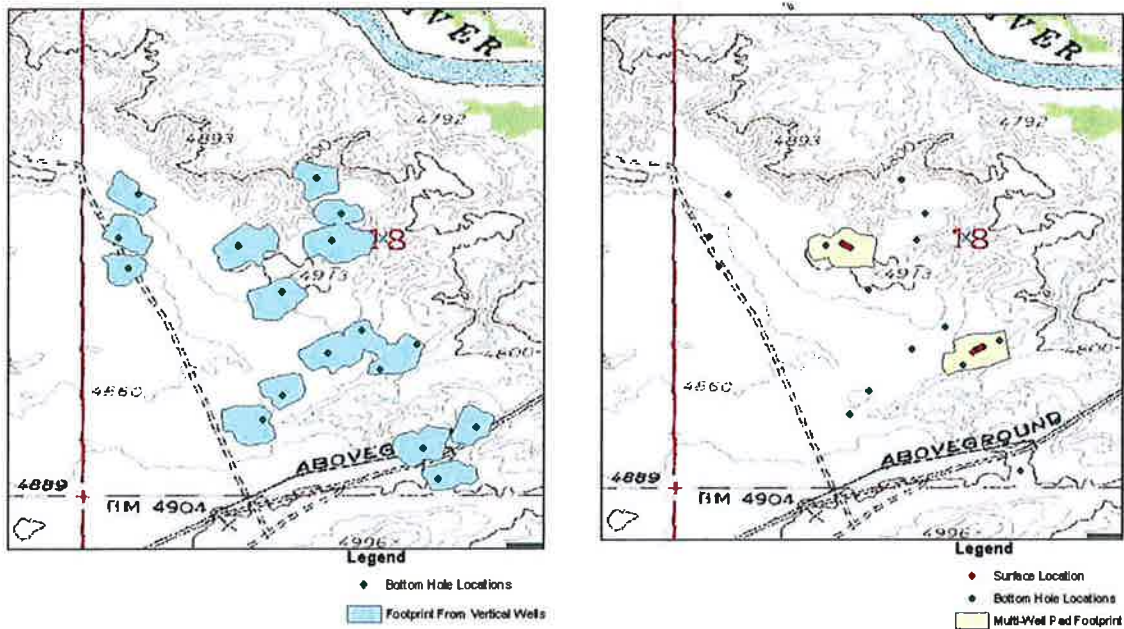 VER
4792
4893
18
4913
4800
4860
ABOVEG
4889
BM 4904
4906
Legend
Bottom Hole Locations
Footprint From Vertical Wells
VER
4792
4893
18
4913
4800
4860
ABOVEGROUND
4889
BM 4904
Legend
Surface Location
Bottom Hole Locations
Multi-Well Pad Footprint